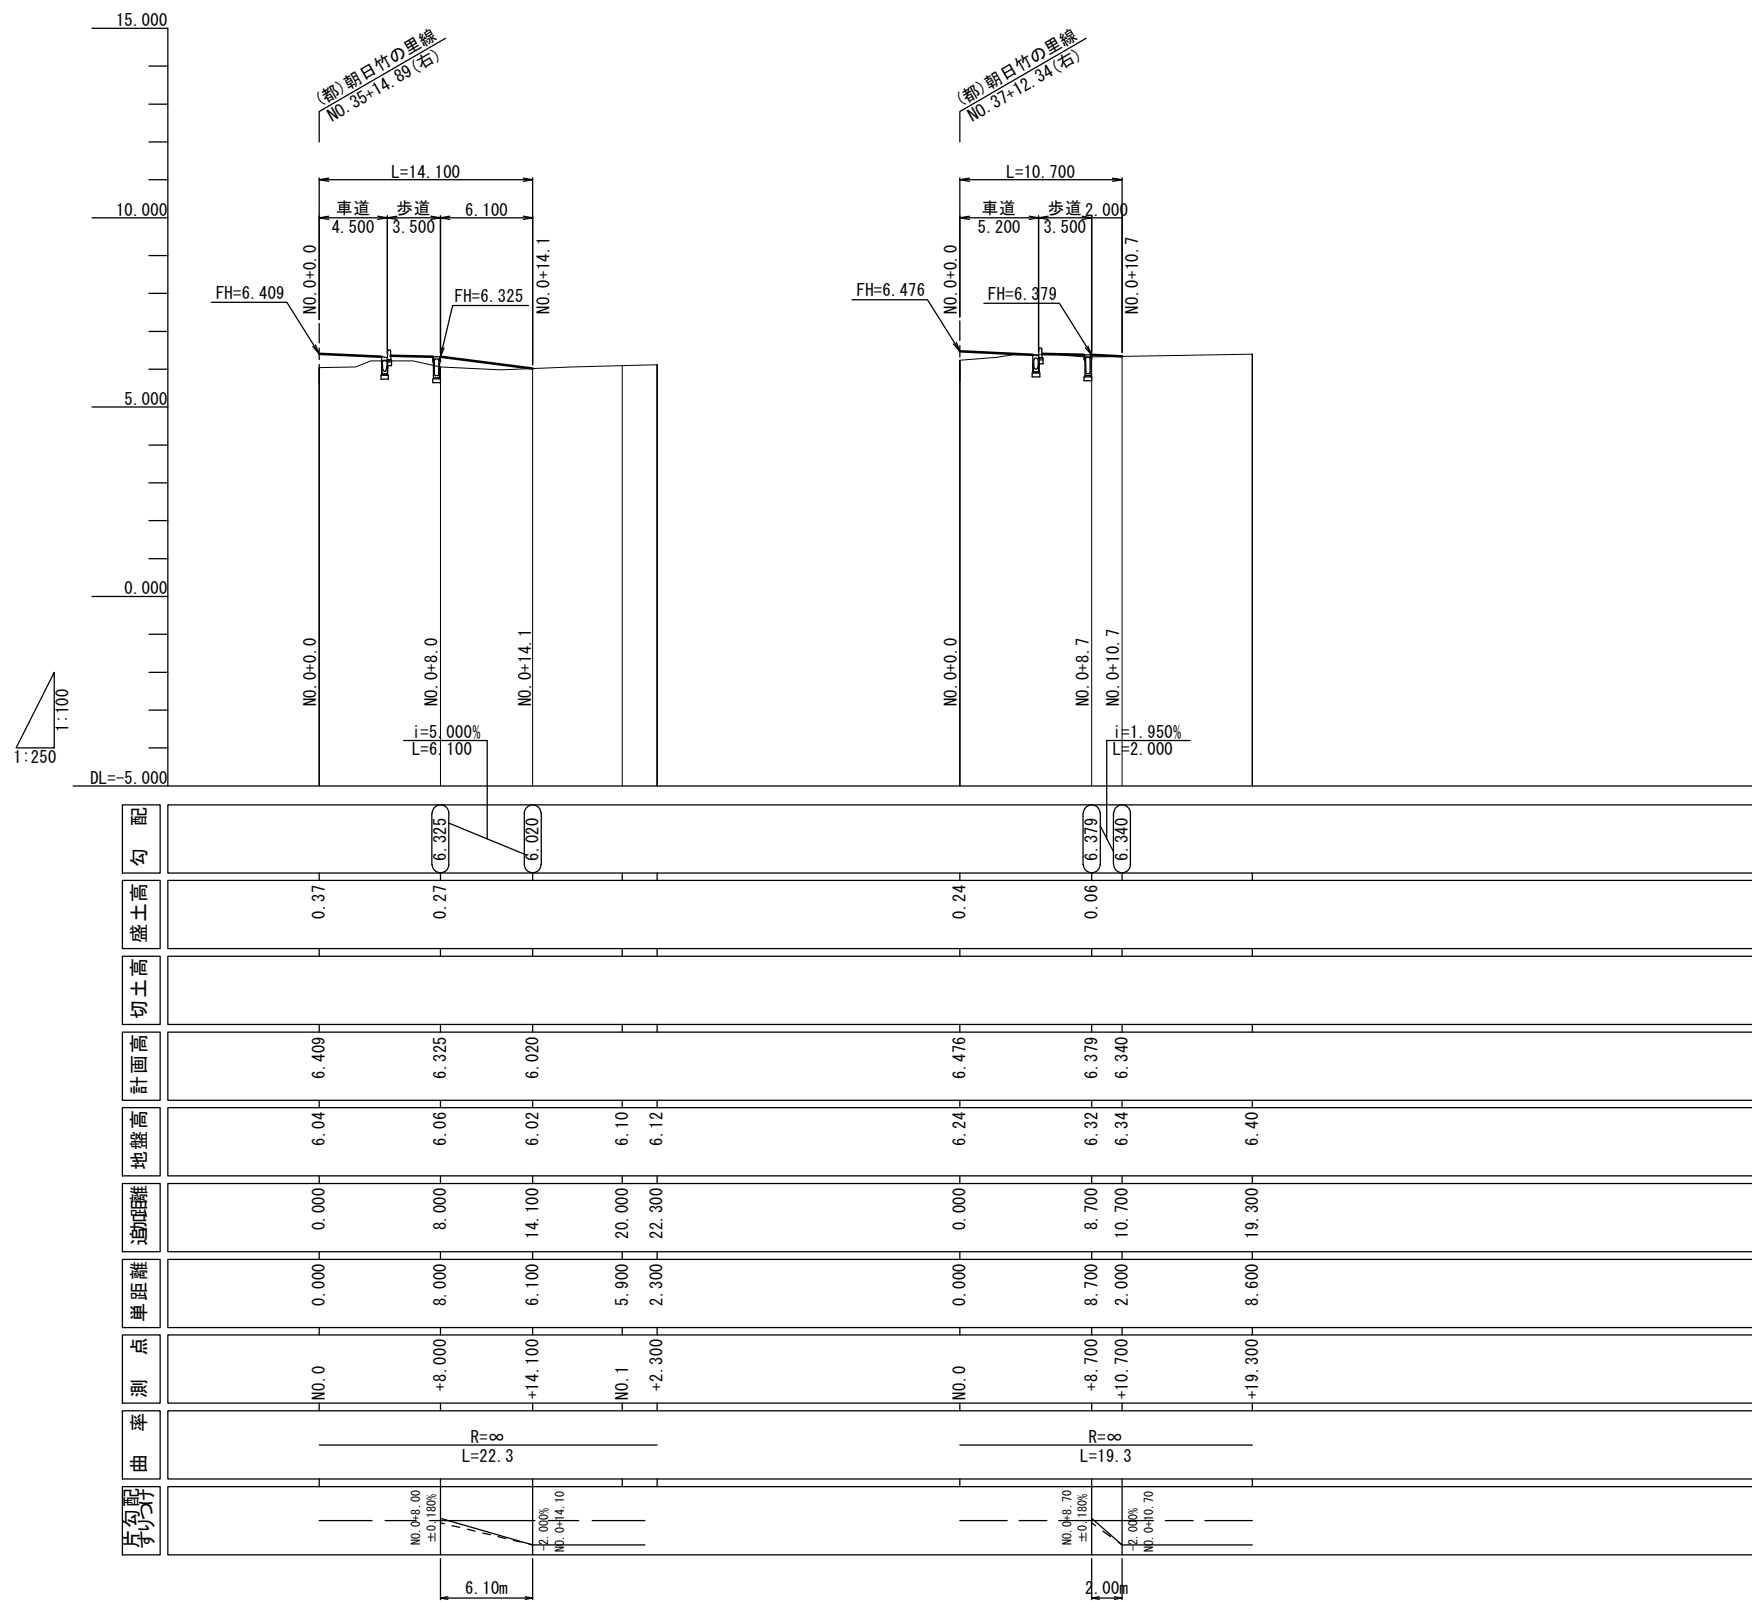 15.000
10.000
5.000
0.000
DL=-5.000
1:100
1:250
(都)朝日竹の里線
NO.35+14.89(右)
L=14.100
車道
4.500
歩道
3.500
6.100
NO.0+0.0
NO.0+14.1
FH=6.409
FH=6.325
NO.0+0.0
NO.0+8.0
NO.0+14.1
i=5.000%
L=6.100
(都)朝日竹の里線
NO.37+12.34(右)
L=10.700
車道
5.200
歩道
3.500
2.000
NO.0+0.0
NO.0+10.7
FH=6.476
FH=6.379
NO.0+0.0
NO.0+8.7
NO.0+10.7
i=1.950%
L=2.000
勾 配
6.325
6.020
6.379
6.340
盛土高
0.37
0.27
0.24
0.06
切土高
計画高
6.409
6.325
6.020
6.476
6.379
6.340
地盤高
6.04
6.06
6.02
6.10
6.12
6.24
6.32
6.34
6.40
追加距離
0.000
8.000
14.100
20.000
22.300
0.000
8.700
10.700
19.300
単距離
0.000
8.000
6.100
5.900
2.300
0.000
8.700
2.000
8.600
測 点
NO.0
+8.000
+14.100
NO.1
+2.300
NO.0
+8.700
+10.700
+19.300
曲 率
R=∞
L=22.3
R=∞
L=19.3
片勾配
すりつけ
NO.0+8.00
±0.180%
-2.000%
NO.0+14.10
NO.0+8.70
±0.180%
-2.000%
NO.0+10.70
6.10m
2.00m